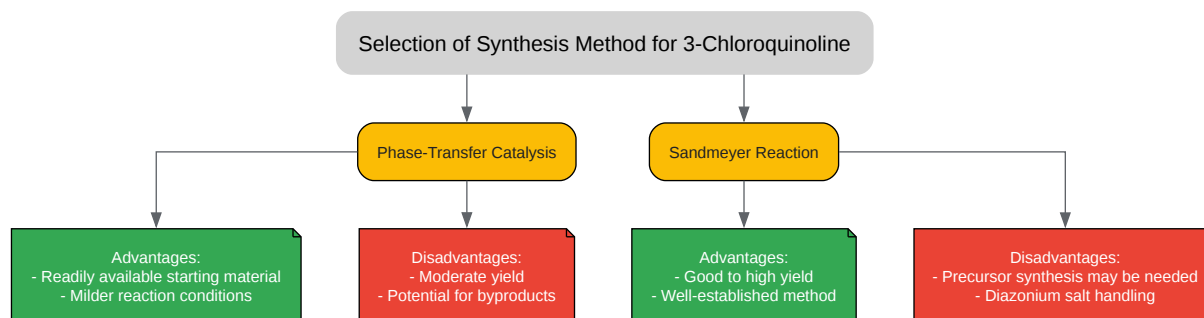 Selection of Synthesis Method for 3-Chloroquinoline
Phase-Transfer Catalysis
Sandmeyer Reaction
Advantages:
- Readily available starting material
- Milder reaction conditions
Disadvantages:
- Moderate yield
- Potential for byproducts
Advantages:
- Good to high yield
- Well-established method
Disadvantages:
- Precursor synthesis may be needed
- Diazonium salt handling